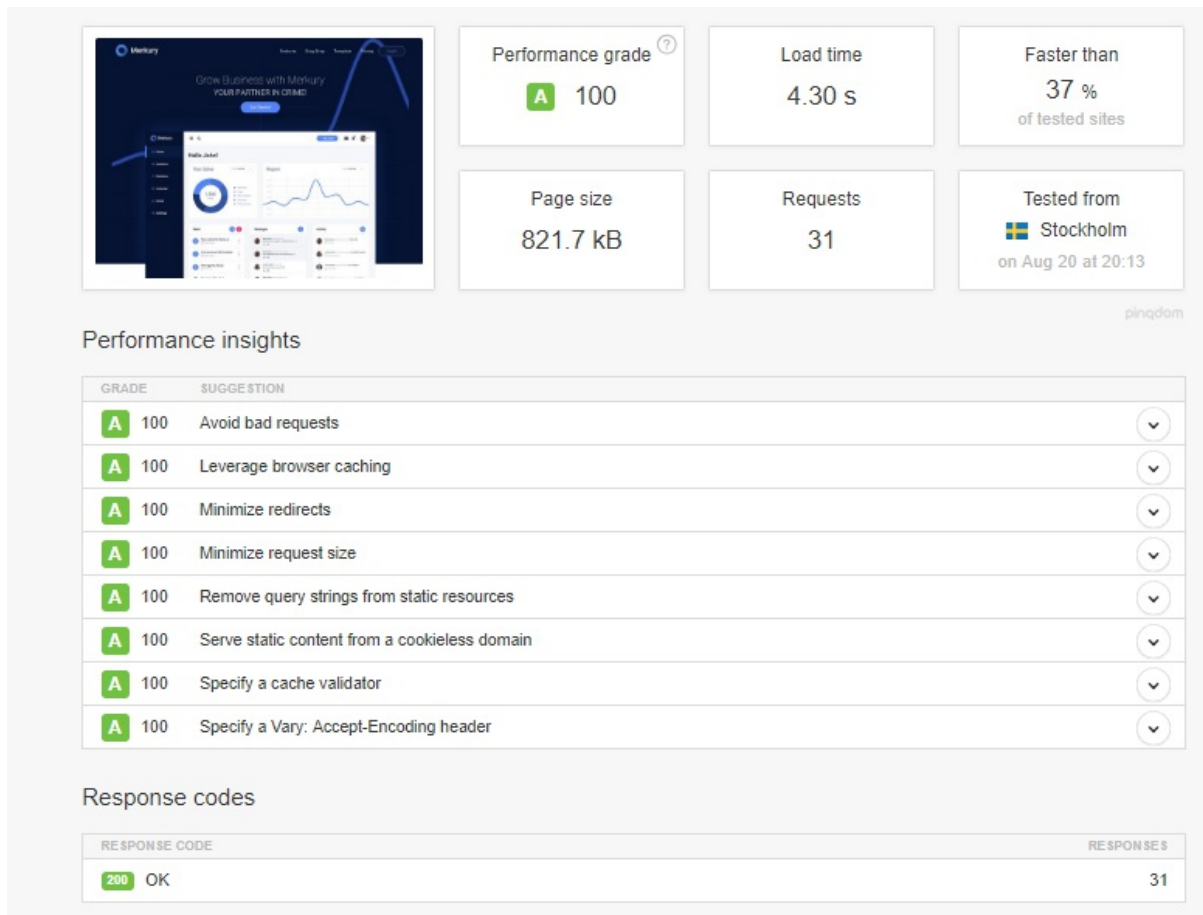 Merkury
Grow Business with Merkury
YOUR PARTNER IN CRIME!
Merkury
Hello John!
Performance grade ?
A 100
Load time
4.30 s
Faster than
37 %
of tested sites
Page size
821.7 kB
Requests
31
Tested from
Stockholm
on Aug 20 at 20:13
pingdom
Performance insights
GRADE SUGGESTION
A 100 Avoid bad requests
A 100 Leverage browser caching
A 100 Minimize redirects
A 100 Minimize request size
A 100 Remove query strings from static resources
A 100 Serve static content from a cookieless domain
A 100 Specify a cache validator
A 100 Specify a Vary: Accept-Encoding header
Response codes
RESPONSE CODE RESPONSES
200 OK 31